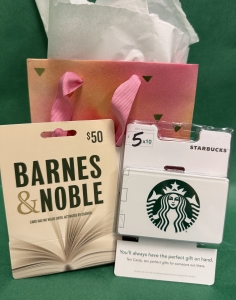 $50
BARNES
& NOBLE
5 x10
STARBUCKS
You'll always have the perfect gift on hand.